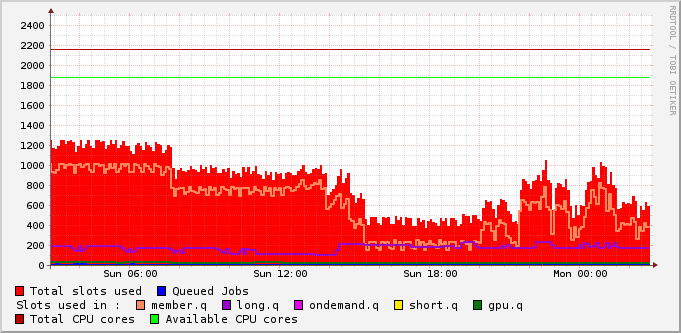 RRDTOOL / TOBI OETIKER
2400
2200
2000
1800
1600
1400
1200
1000
800
600
400
200
0
Sun 06:00 Sun 12:00 Sun 18:00 Mon 00:00
Total slots used Queued Jobs
Slots used in : member.q long.q ondemand.q short.q gpu.q
Total CPU cores Available CPU cores